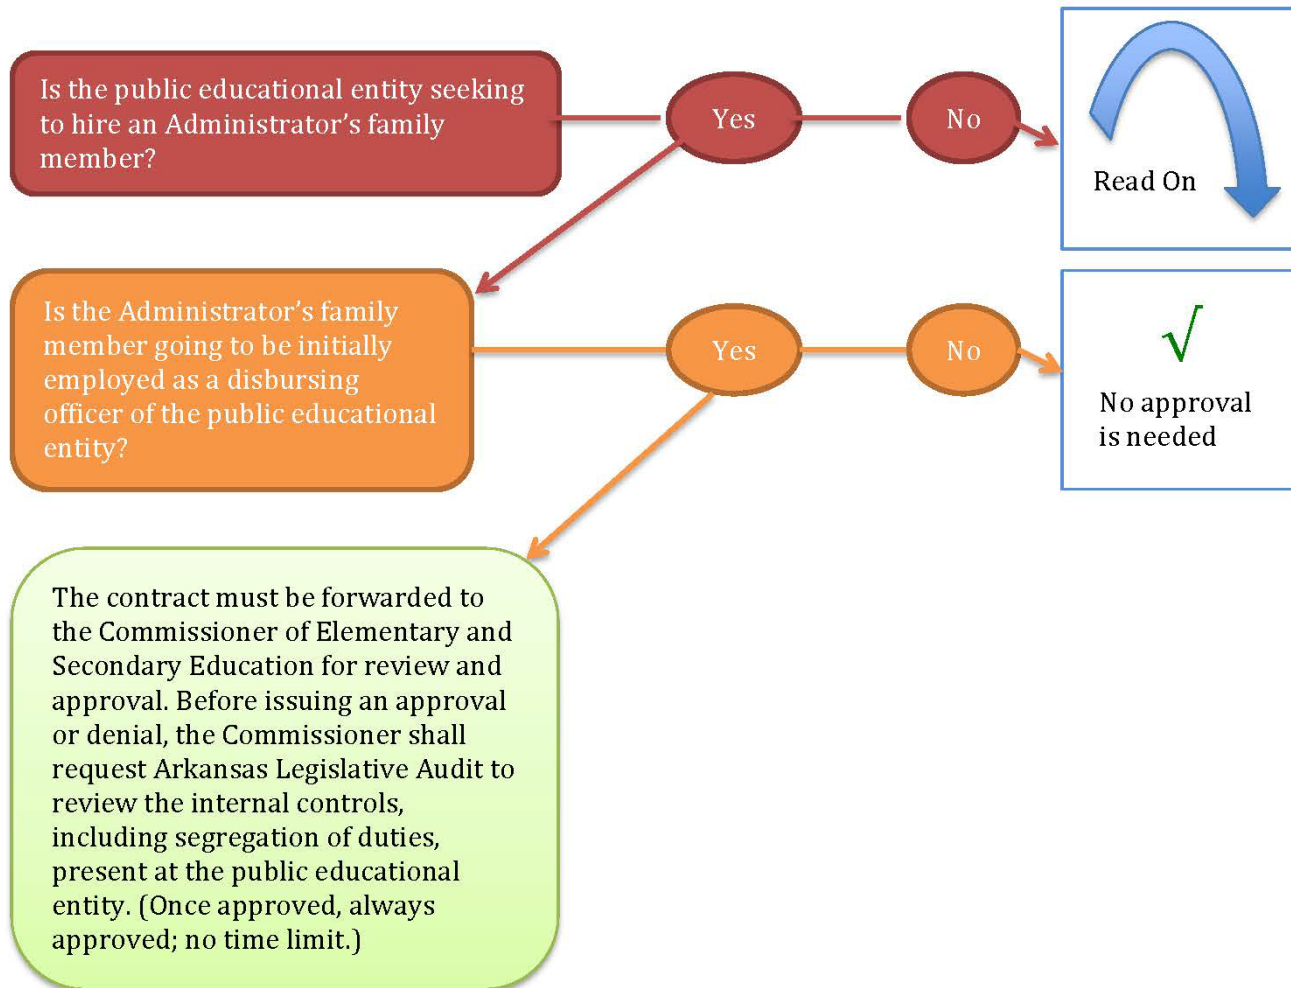 Is the public educational entity seeking
to hire an Administrator’s family
member?
Yes
No
Read On
Is the Administrator’s family
member going to be initially
employed as a disbursing
officer of the public educational
entity?
Yes
No
√
No approval
is needed
The contract must be forwarded to
the Commissioner of Elementary and
Secondary Education for review and
approval. Before issuing an approval
or denial, the Commissioner shall
request Arkansas Legislative Audit to
review the internal controls,
including segregation of duties,
present at the public educational
entity. (Once approved, always
approved; no time limit.)